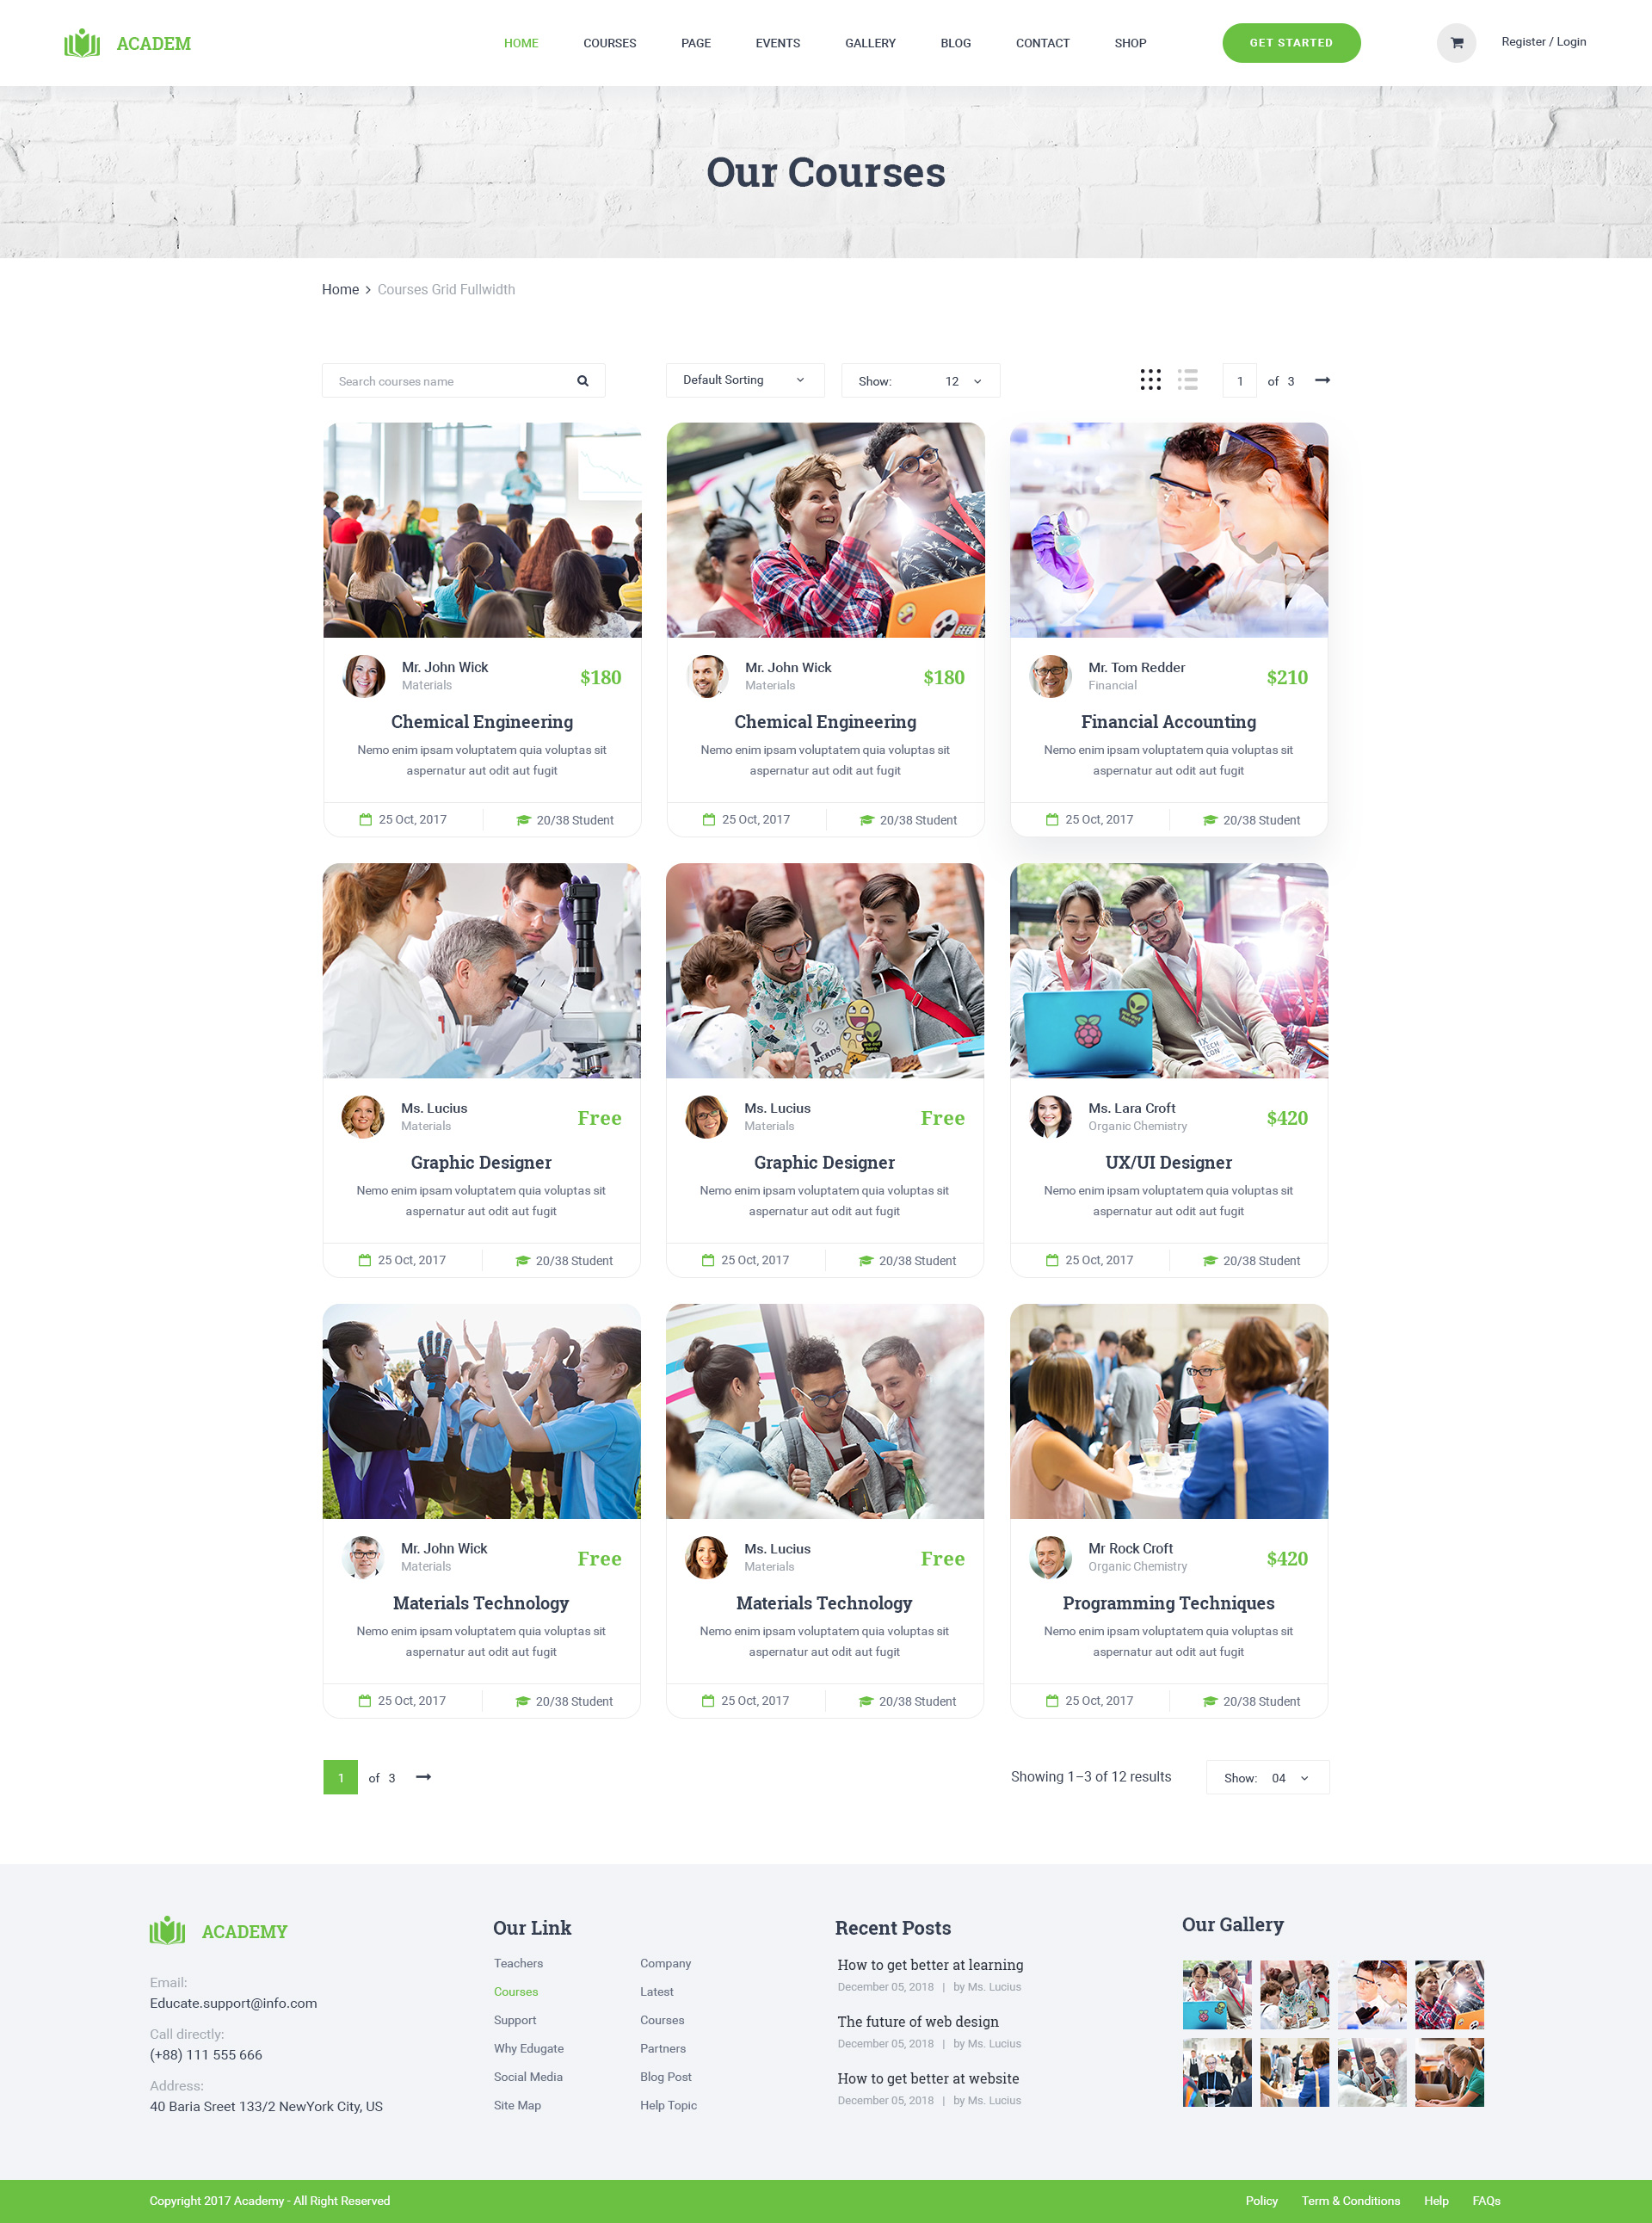 ACADEM
HOME COURSES PAGE EVENTS GALLERY BLOG CONTACT SHOP
GET STARTED
Register / Login
Our Courses
Home > Courses Grid Fullwidth
Search courses name
Default Sorting
Show: 12
1 of 3
LX
Mr. John Wick
Materials
$180
Chemical Engineering
Nemo enim ipsam voluptatem quia voluptas sit
aspernatur aut odit aut fugit
25 Oct, 2017
20/38 Student
Mr. John Wick
Materials
$180
Chemical Engineering
Nemo enim ipsam voluptatem quia voluptas sit
aspernatur aut odit aut fugit
25 Oct, 2017
20/38 Student
Mr. Tom Redder
Financial
$210
Financial Accounting
Nemo enim ipsam voluptatem quia voluptas sit
aspernatur aut odit aut fugit
25 Oct, 2017
20/38 Student
I
NERDS
IX
TECH
CON
Ms. Lucius
Materials
Free
Graphic Designer
Nemo enim ipsam voluptatem quia voluptas sit
aspernatur aut odit aut fugit
25 Oct, 2017
20/38 Student
Ms. Lucius
Materials
Free
Graphic Designer
Nemo enim ipsam voluptatem quia voluptas sit
aspernatur aut odit aut fugit
25 Oct, 2017
20/38 Student
Ms. Lara Croft
Organic Chemistry
$420
UX/UI Designer
Nemo enim ipsam voluptatem quia voluptas sit
aspernatur aut odit aut fugit
25 Oct, 2017
20/38 Student
Mr. John Wick
Materials
Free
Materials Technology
Nemo enim ipsam voluptatem quia voluptas sit
aspernatur aut odit aut fugit
25 Oct, 2017
20/38 Student
Ms. Lucius
Materials
Free
Materials Technology
Nemo enim ipsam voluptatem quia voluptas sit
aspernatur aut odit aut fugit
25 Oct, 2017
20/38 Student
Mr Rock Croft
Organic Chemistry
$420
Programming Techniques
Nemo enim ipsam voluptatem quia voluptas sit
aspernatur aut odit aut fugit
25 Oct, 2017
20/38 Student
1 of 3
Showing 1–3 of 12 results
Show: 04
ACADEMY
Email:
Educate.support@info.com
Call directly:
(+88) 111 555 666
Address:
40 Baria Sreet 133/2 NewYork City, US
Our Link
Teachers
Courses
Support
Why Edugate
Social Media
Site Map
Company
Latest
Courses
Partners
Blog Post
Help Topic
Recent Posts
How to get better at learning
December 05, 2018 | by Ms. Lucius
The future of web design
December 05, 2018 | by Ms. Lucius
How to get better at website
December 05, 2018 | by Ms. Lucius
Our Gallery
Copyright 2017 Academy - All Right Reserved
Policy Term & Conditions Help FAQs